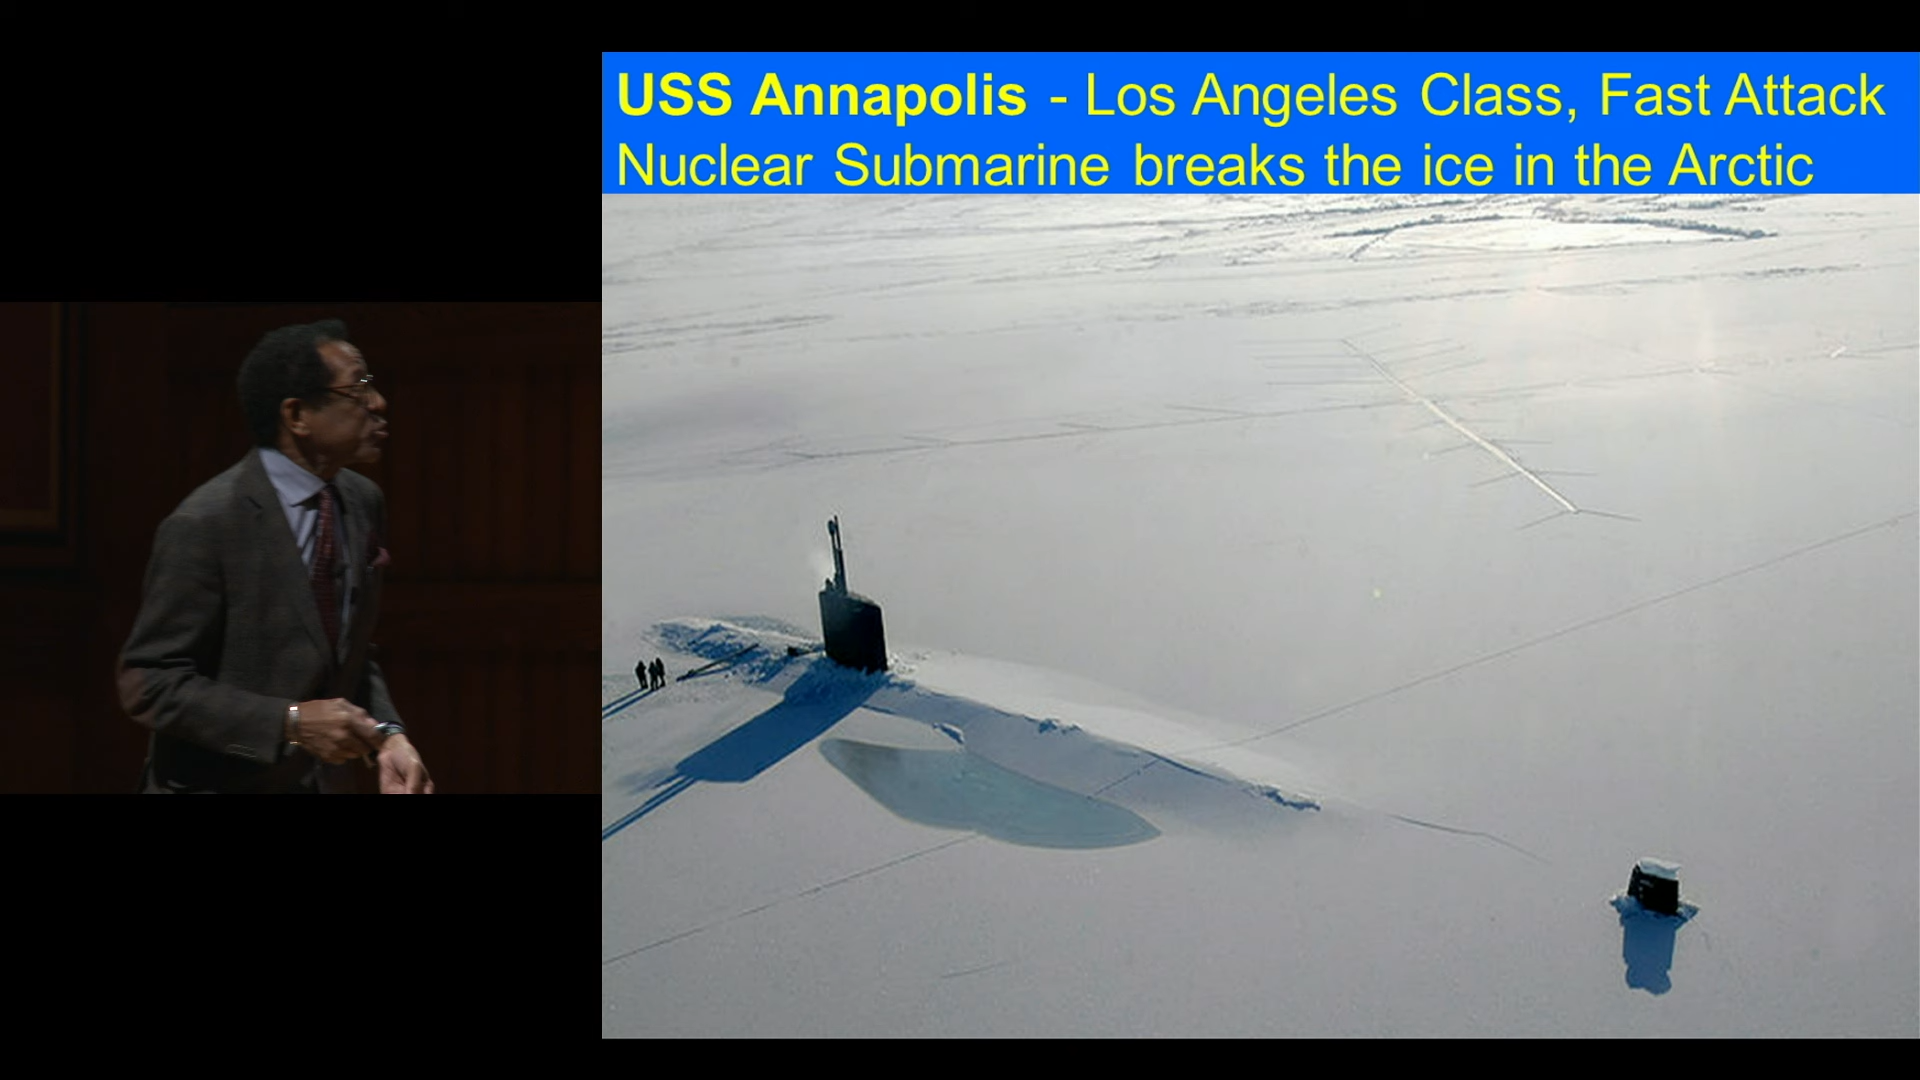 USS Annapolis - Los Angeles Class, Fast Attack
Nuclear Submarine breaks the ice in the Arctic